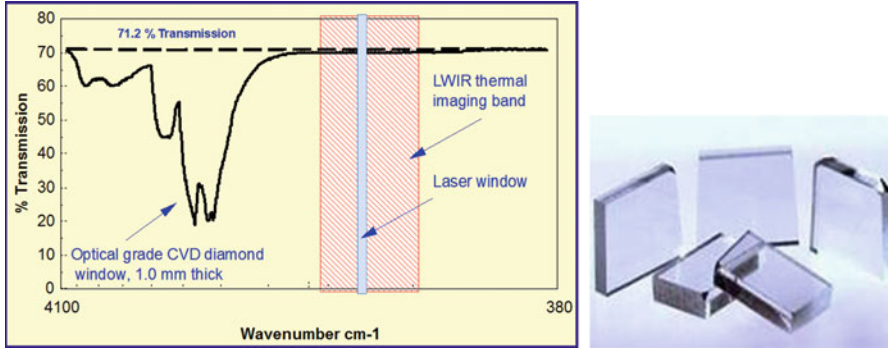 80
70
60
50
40
30
20
10
0
% Transmission
71.2 % Transmission
LWIR thermal
imaging band
Laser window
Optical grade CVD diamond
window, 1.0 mm thick
4100
380
Wavenumber cm-1